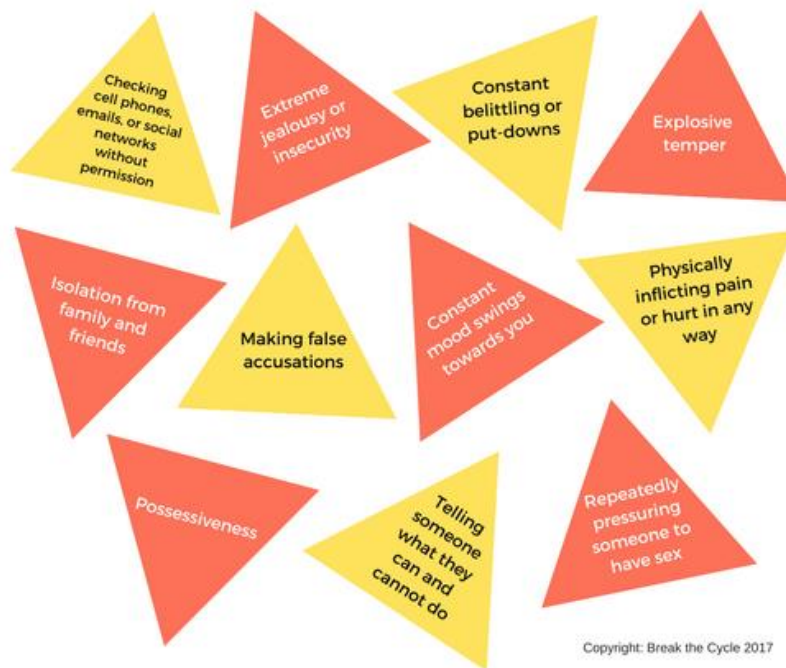 Checking
cell phones,
emails, or social
networks
without
permission
Extreme
jealousy or
insecurity
Constant
belittling or
put-downs
Explosive
temper
Isolation from
family and
friends
Making false
accusations
Constant
mood swings
towards you
Physically
inflicting pain
or hurt in any
way
Possessiveness
Telling
someone
what they
can and
cannot do
Repeatedly
pressuring
someone to
have sex
Copyright: Break the Cycle 2017